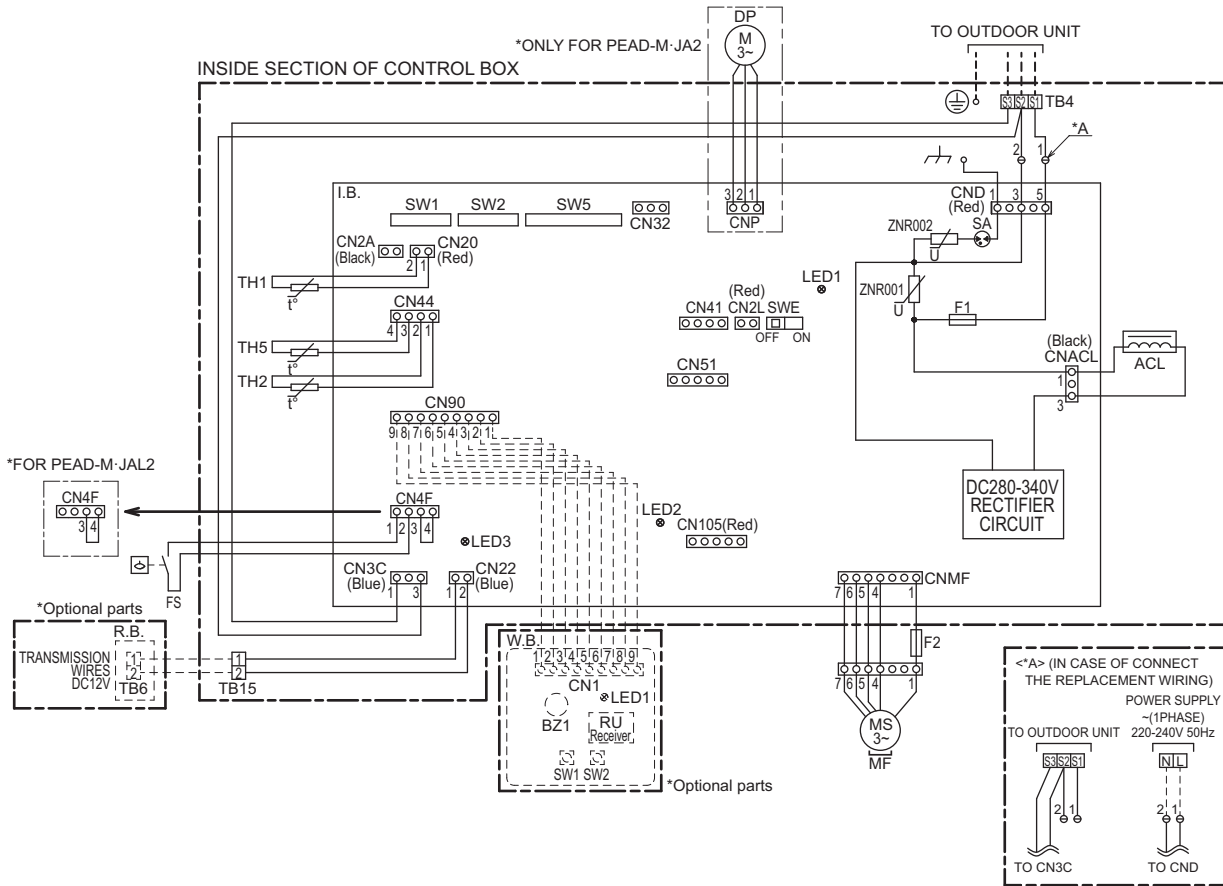 DP
M
3~
*ONLY FOR PEAD-M·JA2
TO OUTDOOR UNIT
INSIDE SECTION OF CONTROL BOX
S3 S2 S1 TB4
*A
2 1
I.B.
SW1 SW2 SW5
CN32
3 2 1
CNP
CND
(Red)
1 3 5
ZNR002
SA
U
CN2A
(Black)
CN20
(Red)
2 1
TH1
t°
LED1
ZNR001
U
F1
CN44
4 3 2 1
CN41
(Red)
CN2L
SWE
OFF ON
TH5
t°
TH2
t°
CN51
(Black)
CNACL
1
3
ACL
CN90
9 8 7 6 5 4 3 2 1
*FOR PEAD-M·JAL2
CN4F
3 4
CN4F
1 2 3 4
DC280-340V
RECTIFIER
CIRCUIT
LED2
CN105(Red)
LED3
FS
CN3C
(Blue)
1 3
CN22
(Blue)
1 2
CNMF
7 6 5 4 1
*Optional parts
R.B.
TRANSMISSION
WIRES
DC12V
1
2
TB6
1
2
TB15
W.B.
1 2 3 4 5 6 7 8 9
CN1
LED1
BZ1
RU
Receiver
SW1 SW2
*Optional parts
F2
7 6 5 4 1
MS
3~
MF
<*A> (IN CASE OF CONNECT
THE REPLACEMENT WIRING)
POWER SUPPLY
~(1PHASE)
220-240V 50Hz
TO OUTDOOR UNIT
S3 S2 S1
N L
2 1
2 1
TO CN3C
TO CND